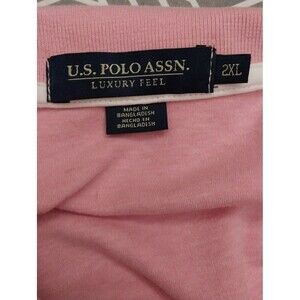 U.S. POLO ASSN.
LUXURY FEEL
2XL
MADE IN
BANGLADESH
HECHO EN
BANGLADESH